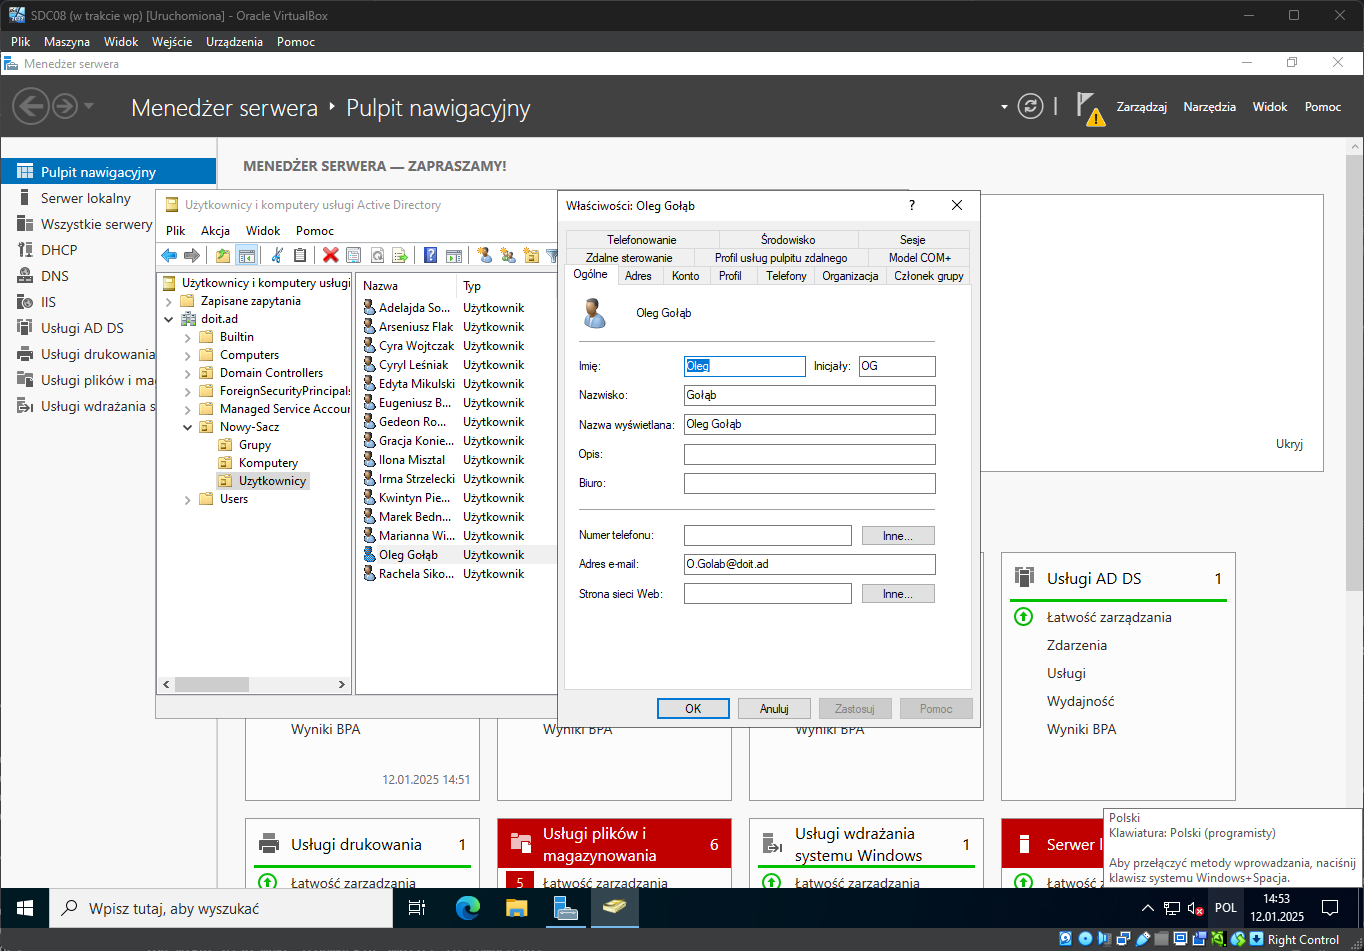 SDC08 (w trakcie wp) [Uruchomiona] - Oracle VirtualBox
Plik Maszyna Widok Wejście Urządzenia Pomoc
Menedżer serwera
Menedżer serwera ‣ Pulpit nawigacyjny
Zarządzaj Narzędzia Widok Pomoc
Pulpit nawigacyjny
Serwer lokalny
Wszystkie serwery
DHCP
DNS
IIS
Usługi AD DS
Usługi drukowania
Usługi plików i ma
Usługi wdrażania s
MENEDŻER SERWERA — ZAPRASZAMY!
Użytkownicy i komputery usługi Active Directory
Plik Akcja Widok Pomoc
Użytkownicy i komputery usługi
Zapisane zapytania
doit.ad
Builtin
Computers
Domain Controllers
ForeignSecurityPrincipals
Managed Service Accour
Nowy-Sacz
Grupy
Komputery
Uzytkownicy
Users
Nazwa Typ
Adelajda So... Użytkownik
Arseniusz Flak Użytkownik
Cyra Wojtczak Użytkownik
Cyryl Leśniak Użytkownik
Edyta Mikulski Użytkownik
Eugeniusz B... Użytkownik
Gedeon Ro... Użytkownik
Gracja Konie... Użytkownik
Ilona Misztal Użytkownik
Irma Strzelecki Użytkownik
Kwintyn Pie... Użytkownik
Marek Bedn... Użytkownik
Marianna Wi... Użytkownik
Oleg Gołąb Użytkownik
Rachela Siko... Użytkownik
Właściwości: Oleg Gołąb
Telefonowanie Środowisko Sesje
Zdalne sterowanie Profil usług pulpitu zdalnego Model COM+
Ogólne Adres Konto Profil Telefony Organizacja Członek grupy
Oleg Gołąb
Imię: Oleg Inicjały: OG
Nazwisko: Gołąb
Nazwa wyświetlana: Oleg Gołąb
Opis:
Biuro:
Numer telefonu: Inne...
Adres e-mail: O.Golab@doit.ad
Strona sieci Web: Inne...
OK Anuluj Zastosuj Pomoc
Ukryj
Usługi AD DS 1
Łatwość zarządzania
Zdarzenia
Usługi
Wydajność
Wyniki BPA
Wyniki BPA
12.01.2025 14:51
Wyniki BPA
Wyniki BPA
Usługi drukowania 1
Łatwość zarządzania
Usługi plików i
magazynowania 6
5 Łatwość zarządzania
Usługi wdrażania
systemu Windows 1
Łatwość zarządzania
Serwer l
Łatwość
Polski
Klawiatura: Polski (programisty)
Aby przełączyć metody wprowadzania, naciśnij
klawisz systemu Windows+Spacja.
Wpisz tutaj, aby wyszukać
POL
14:53
12.01.2025
Right Control